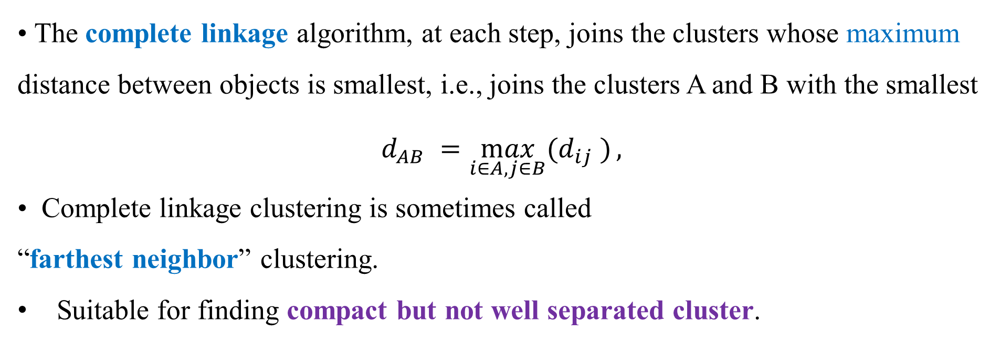 • The complete linkage algorithm, at each step, joins the clusters whose maximum
distance between objects is smallest, i.e., joins the clusters A and B with the smallest
d_{AB} = max_{i∈A,j∈B} (d_{ij} ) ,
• Complete linkage clustering is sometimes called
“farthest neighbor” clustering.
• Suitable for finding compact but not well separated cluster.